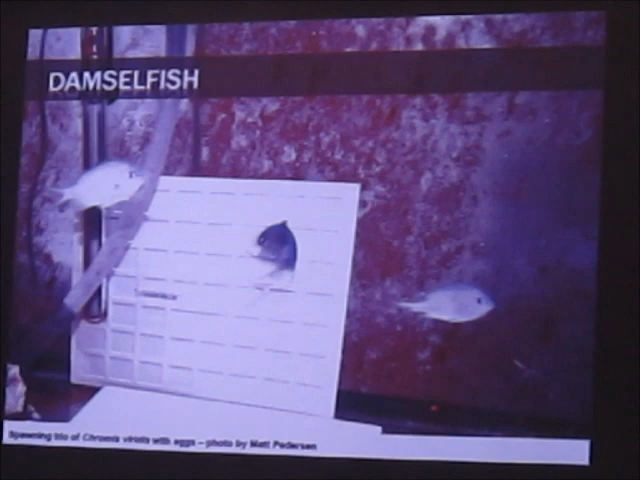 DAMSELFISH
Spawning trio of Chromis viridis with eggs – photo by Matt Pedersen